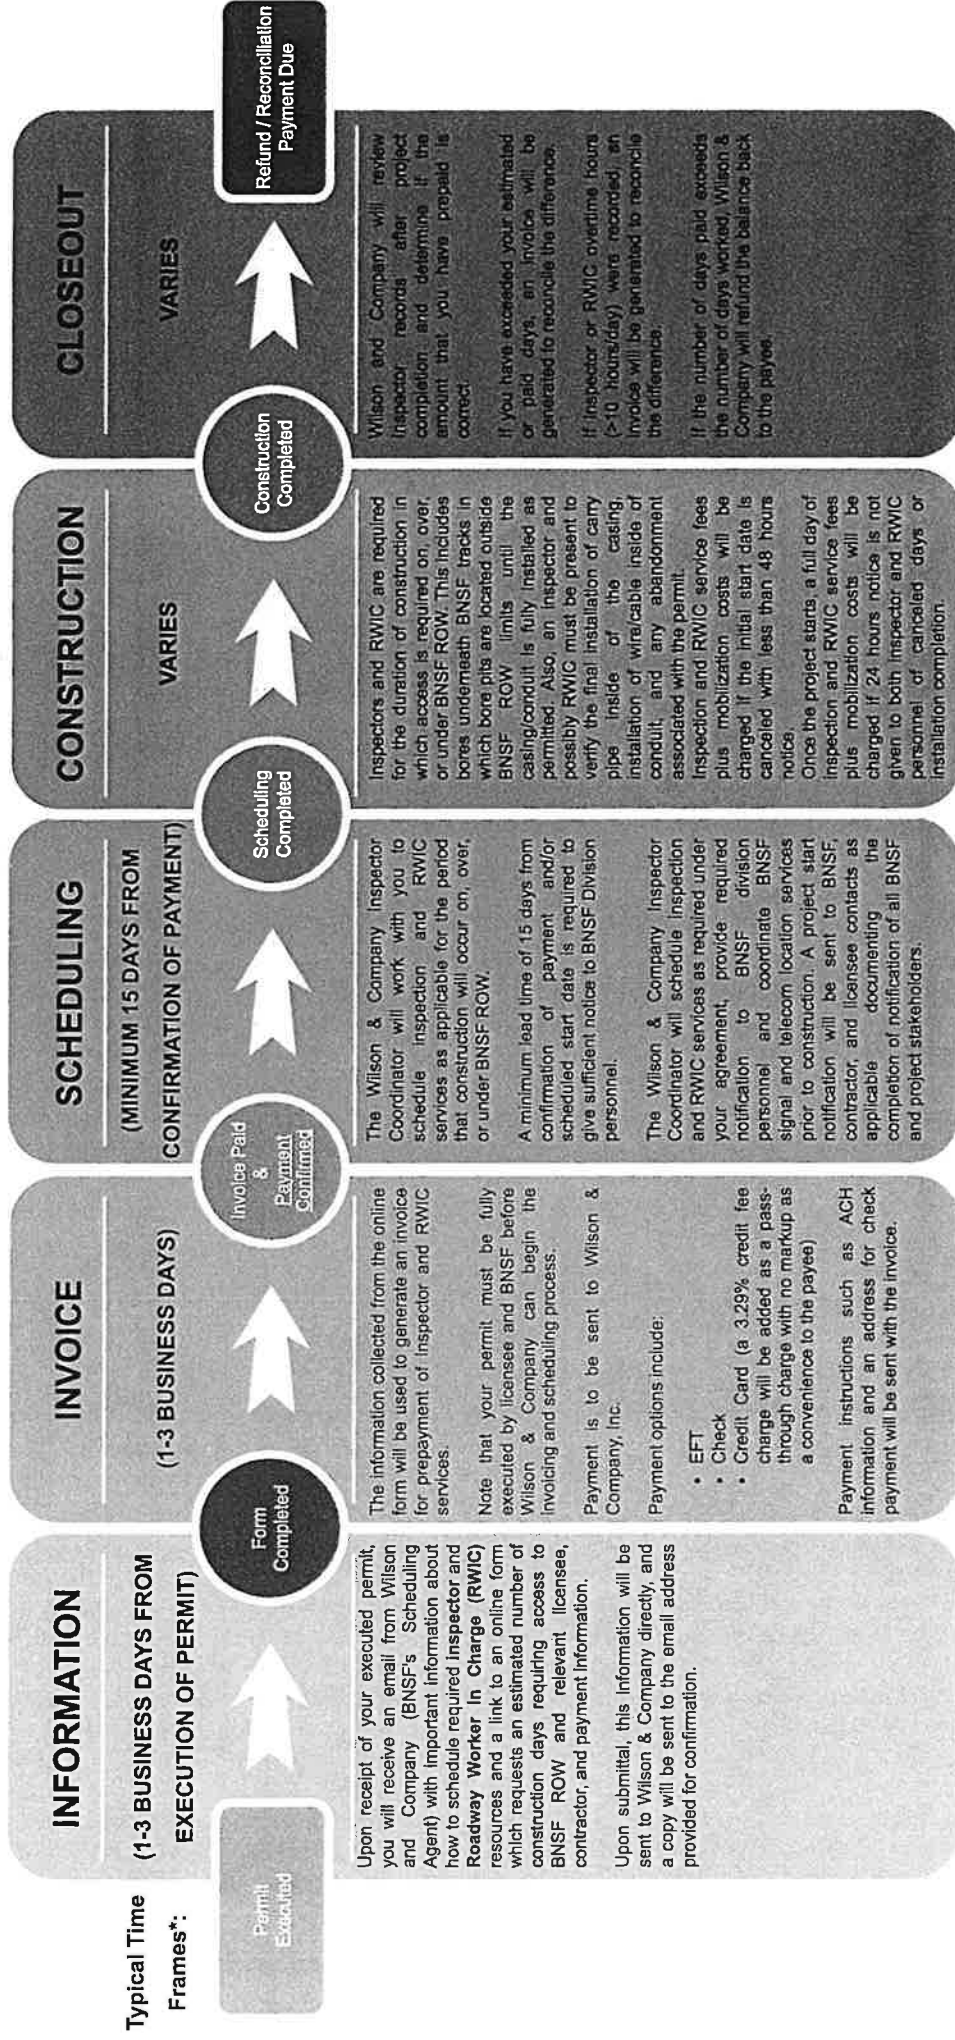 Typical Time
Frames*:
Permit
Executed
INFORMATION
(1-3 BUSINESS DAYS FROM
EXECUTION OF PERMIT)
Upon receipt of your executed permit,
you will receive an email from Wilson
and Company (BNSF's Scheduling
Agent) with important information about
how to schedule required Inspector and
Roadway Worker In Charge (RWIC)
resources and a link to an online form
which requests an estimated number of
construction days requiring access to
BNSF ROW and relevant licensee,
contractor, and payment information.
Upon submittal, this information will be
sent to Wilson & Company directly, and
a copy will be sent to the email address
provided for confirmation.
Form
Completed
INVOICE
(1-3 BUSINESS DAYS)
The information collected from the online
form will be used to generate an invoice
for prepayment of Inspector and RWIC
services.
Note that your permit must be fully
executed by licensee and BNSF before
Wilson & Company can begin the
invoicing and scheduling process.
Payment is to be sent to Wilson &
Company, Inc.
Payment options include:
• EFT
• Check
• Credit Card (a 3.29% credit fee
charge will be added as a pass-
through charge with no markup as
a convenience to the payee)
Payment instructions such as ACH
information and an address for check
payment will be sent with the invoice.
Invoice Paid
&
Payment
Confirmed
SCHEDULING
(MINIMUM 15 DAYS FROM
CONFIRMATION OF PAYMENT)
The Wilson & Company Inspector
Coordinator will work with you to
schedule inspection and RWIC
services as applicable for the period
that construction will occur on, over,
or under BNSF ROW.
A minimum lead time of 15 days from
confirmation of payment and/or
scheduled start date is required to
give sufficient notice to BNSF Division
personnel.
The Wilson & Company Inspector
Coordinator will schedule Inspection
and RWIC services as required under
your agreement, provide required
notification to BNSF division
personnel and coordinate BNSF
signal and telecom location services
prior to construction. A project start
notification will be sent to BNSF,
contractor, and licensee contacts as
applicable documenting the
completion of notification of all BNSF
and project stakeholders.
Scheduling
Completed
CONSTRUCTION
VARIES
Inspectors and RWIC are required
for the duration of construction in
which access is required on, over,
or under BNSF ROW. This includes
bores underneath BNSF tracks in
which bore pits are located outside
BNSF ROW limits until the
casing/conduit is fully installed as
permitted. Also, an inspector and
possibly RWIC must be present to
verify the final installation of carry
pipe inside of the casing,
installation of wire/cable inside of
conduit, and any abandonment
associated with the permit.
Inspection and RWIC service fees
plus mobilization costs will be
charged if the initial start date is
canceled with less than 48 hours
notice.
Once the project starts, a full day of
Inspection and RWIC service fees
plus mobilization costs will be
charged if 24 hours notice is not
given to both Inspector and RWIC
personnel of canceled days or
installation completion.
Construction
Completed
CLOSEOUT
VARIES
Wilson and Company will review
Inspector records after project
completion and determine if the
amount that you have prepaid is
correct.
If you have exceeded your estimated
or paid days, an invoice will be
generated to reconcile the difference.
If Inspector or RWIC overtime hours
(>10 hours/day) were recorded, an
Invoice will be generated to reconcile
the difference.
If the number of days paid exceeds
the number of days worked, Wilson &
Company will refund the balance back
to the payee.
Refund / Reconciliation
Payment Due